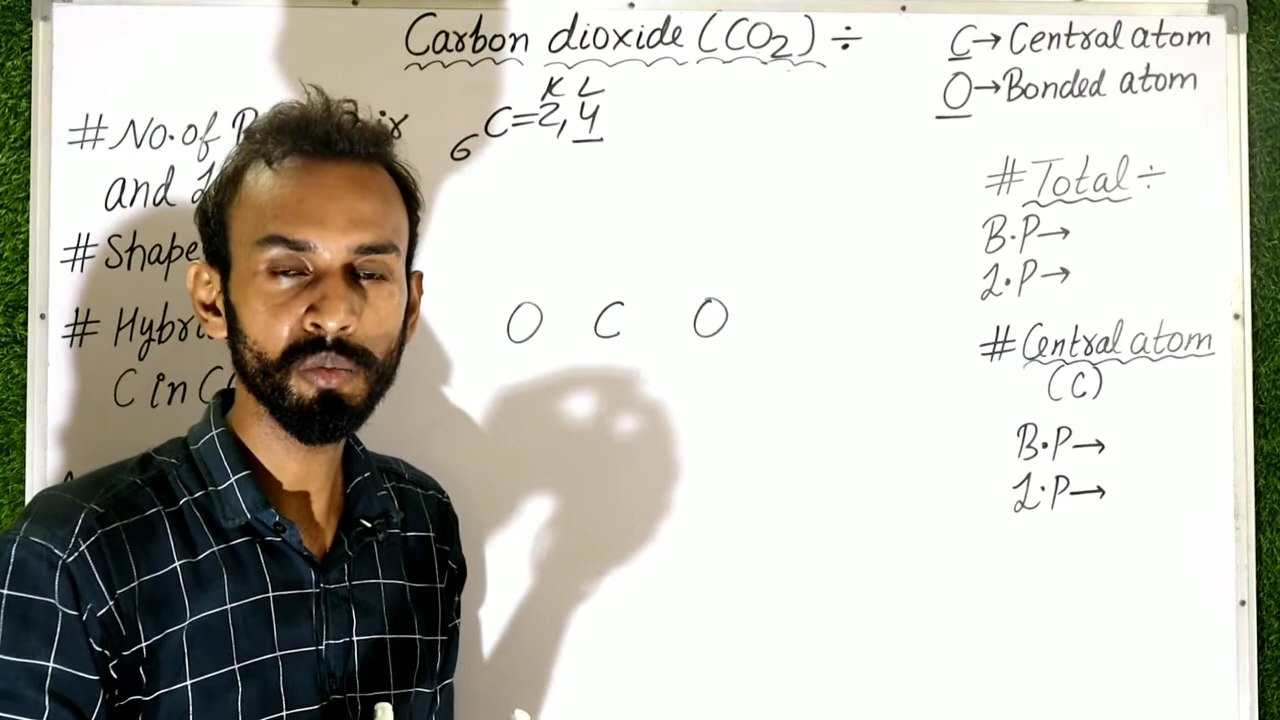 Carbon dioxide (CO₂) ÷
K L
₆C=2,4
# No. of
and
# Shape
#
C in
O C O
C→ Central atom
O→Bonded atom
# Total ÷
B.P→
L.P→
# Central atom
(C)
B.P→
L.P→